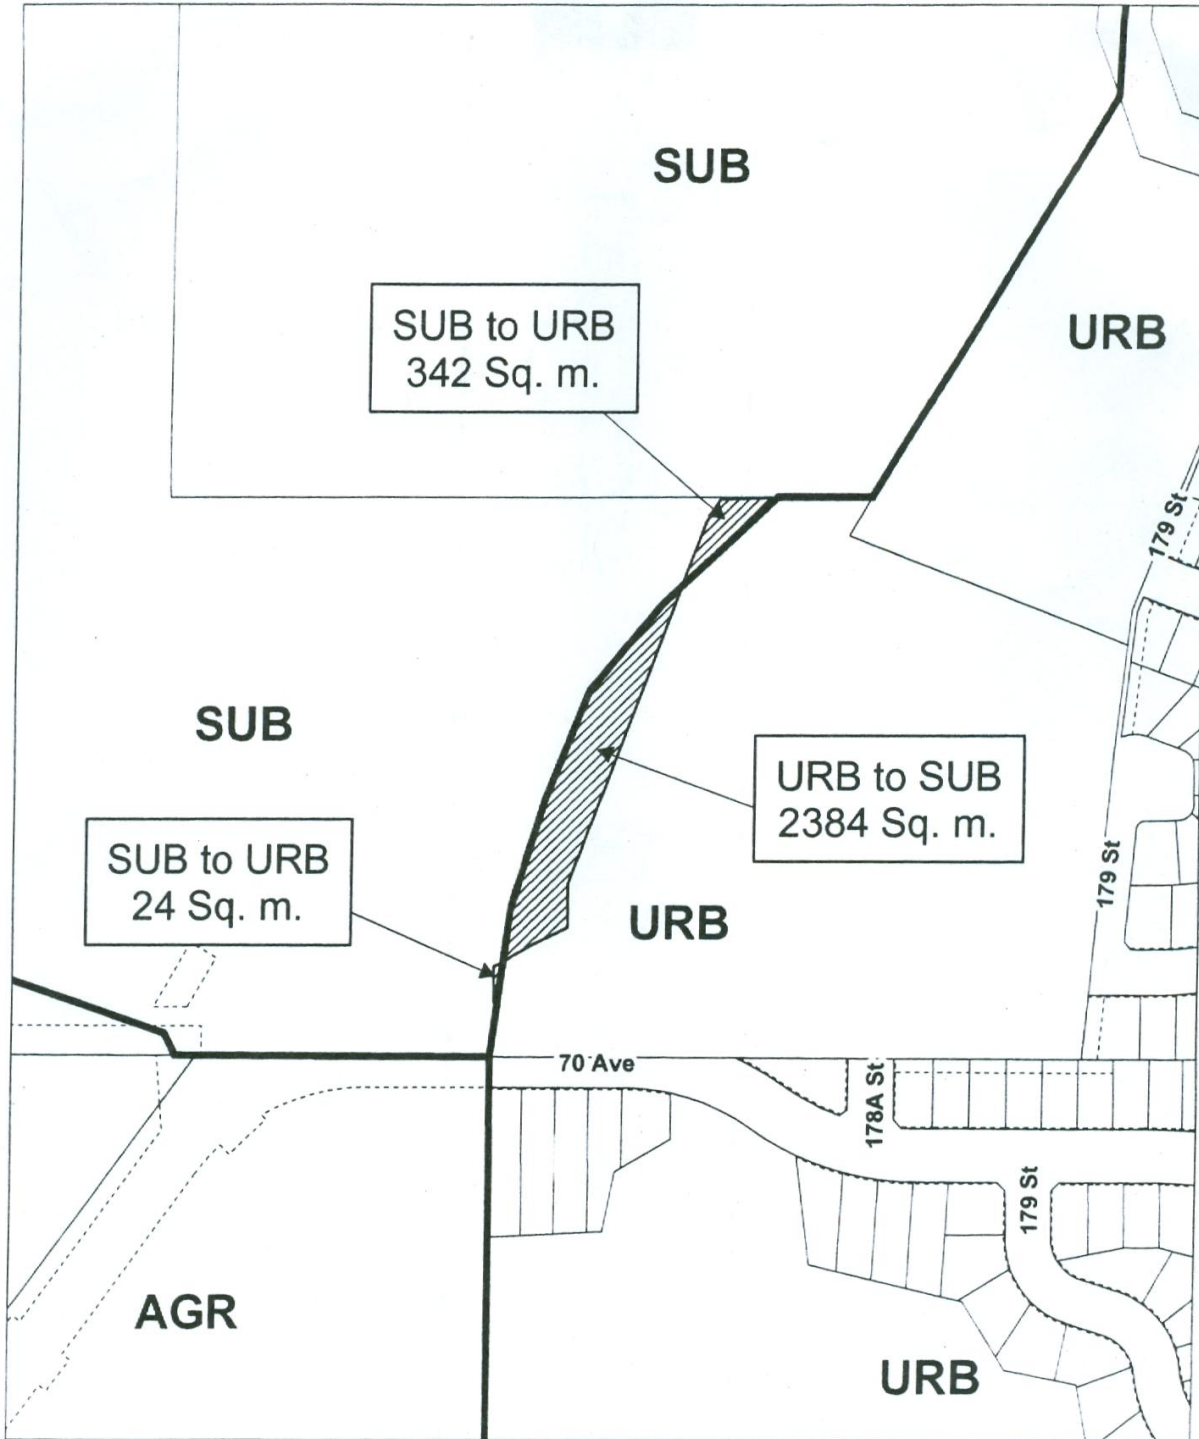 SUB
URB
SUB to URB
342 Sq. m.
179 St
SUB
URB to SUB
2384 Sq. m.
SUB to URB
24 Sq. m.
179 St
URB
70 Ave
178A St
179 St
AGR
URB